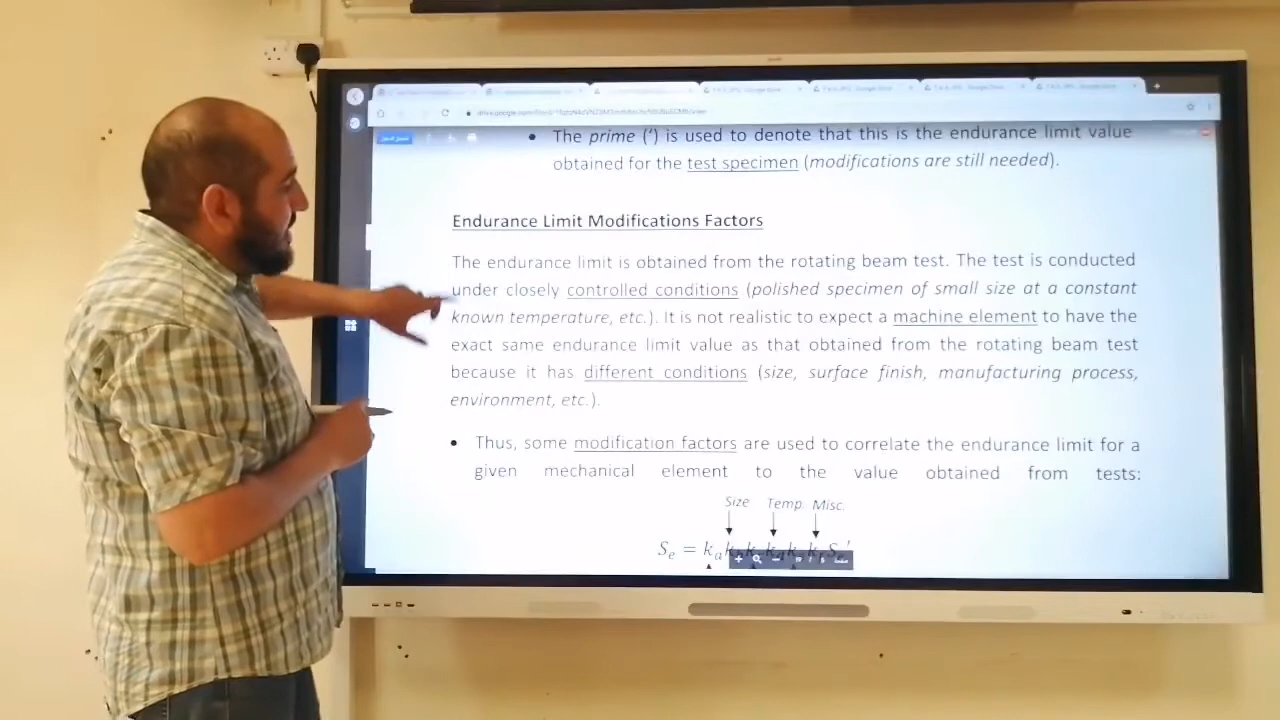 • The prime (’) is used to denote that this is the endurance limit value
obtained for the test specimen (modifications are still needed).
Endurance Limit Modifications Factors
The endurance limit is obtained from the rotating beam test. The test is conducted
under closely controlled conditions (polished specimen of small size at a constant
known temperature, etc.). It is not realistic to expect a machine element to have the
exact same endurance limit value as that obtained from the rotating beam test
because it has different conditions (size, surface finish, manufacturing process,
environment, etc.).
• Thus, some modification factors are used to correlate the endurance limit for a
given mechanical element to the value obtained from tests:
Size Temp. Misc.
Se = ka